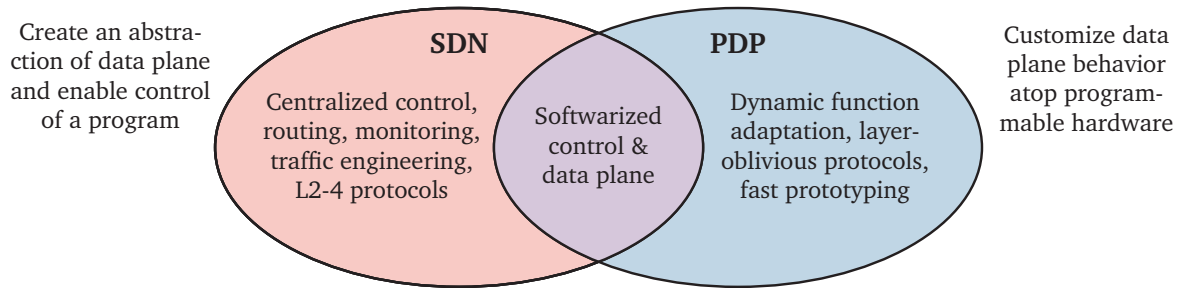 Create an abstra-
ction of data plane
and enable control
of a program
SDN
Centralized control,
routing, monitoring,
traffic engineering,
L2-4 protocols
Softwarized
control &
data plane
PDP
Dynamic function
adaptation, layer-
oblivious protocols,
fast prototyping
Customize data
plane behavior
atop program-
mable hardware